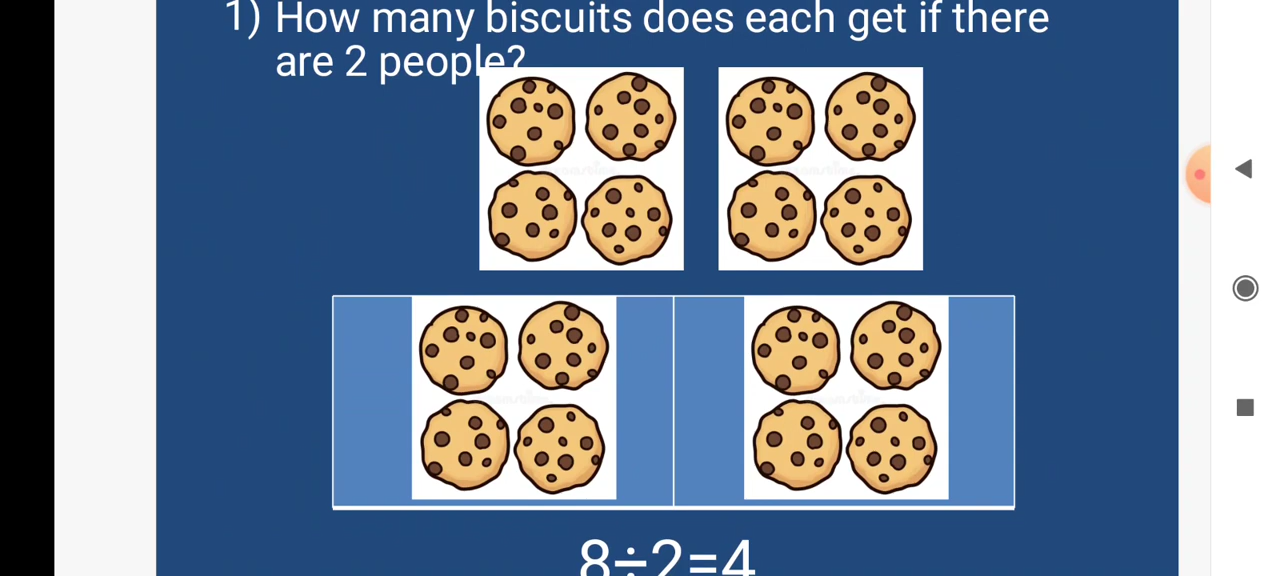 1) How many biscuits does each get if there
are 2 people?
8÷2=4